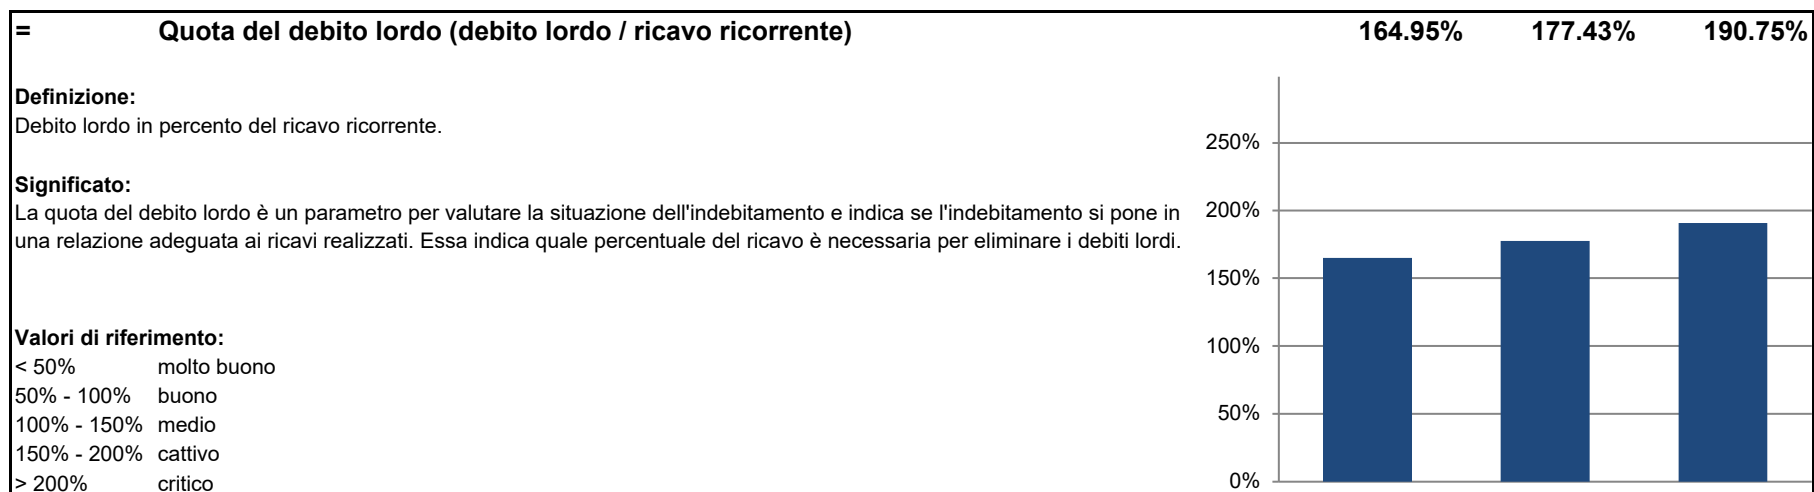 = Quota del debito lordo (debito lordo / ricavo ricorrente) 164.95% 177.43% 190.75%
Definizione:
Debito lordo in percento del ricavo ricorrente.
250%
Significato:
La quota del debito lordo è un parametro per valutare la situazione dell'indebitamento e indica se l'indebitamento si pone in
200%
una relazione adeguata ai ricavi realizzati. Essa indica quale percentuale del ricavo è necessaria per eliminare i debiti lordi.
150%
Valori di riferimento:
100%
< 50% molto buono
50% - 100% buono
50%
100% - 150% medio
150% - 200% cattivo
> 200% critico
0%